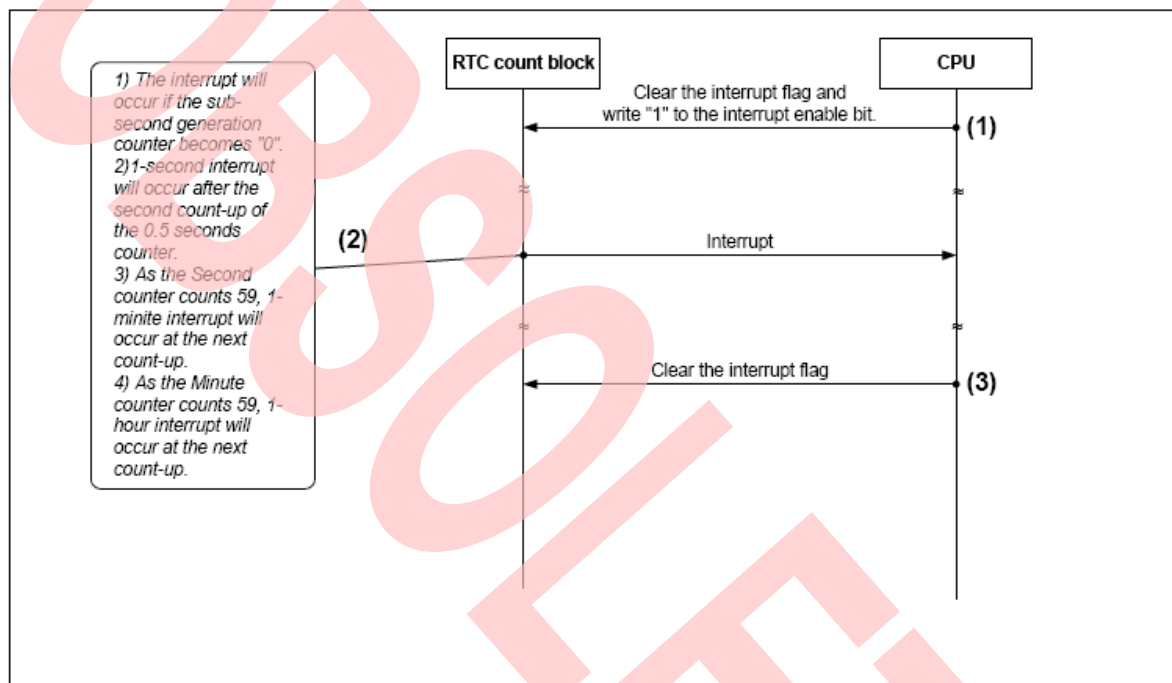 RTC count block
CPU
1) The interrupt will
occur if the sub-
second generation
counter becomes "0".
2)1-second interrupt
will occur after the
second count-up of
the 0.5 seconds
counter.
3) As the Second
counter counts 59, 1-
minite interrupt will
occur at the next
count-up.
4) As the Minute
counter counts 59, 1-
hour interrupt will
occur at the next
count-up.
Clear the interrupt flag and
write "1" to the interrupt enable bit.
(1)
≈
≈
(2)
Interrupt
≈
≈
Clear the interrupt flag
(3)
OBSOLET